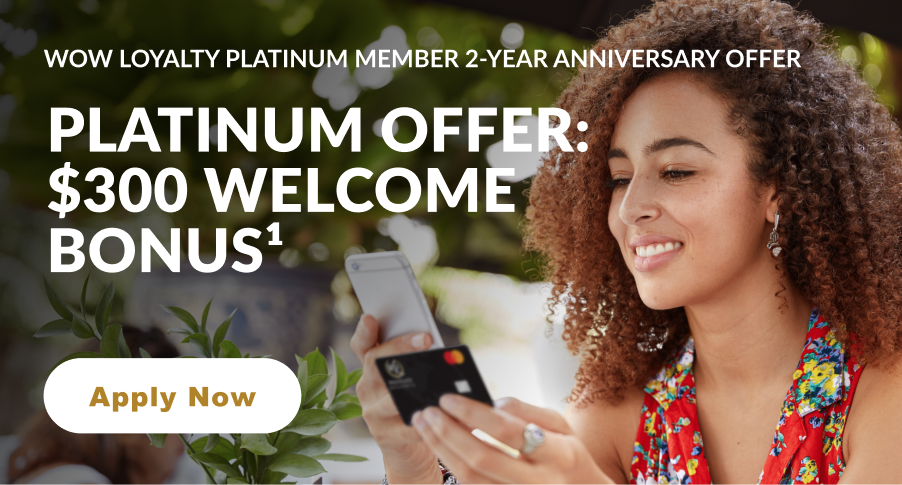 WOW LOYALTY PLATINUM MEMBER 2-YEAR ANNIVERSARY OFFER
PLATINUM OFFER:
$300 WELCOME
BONUS¹
Apply Now